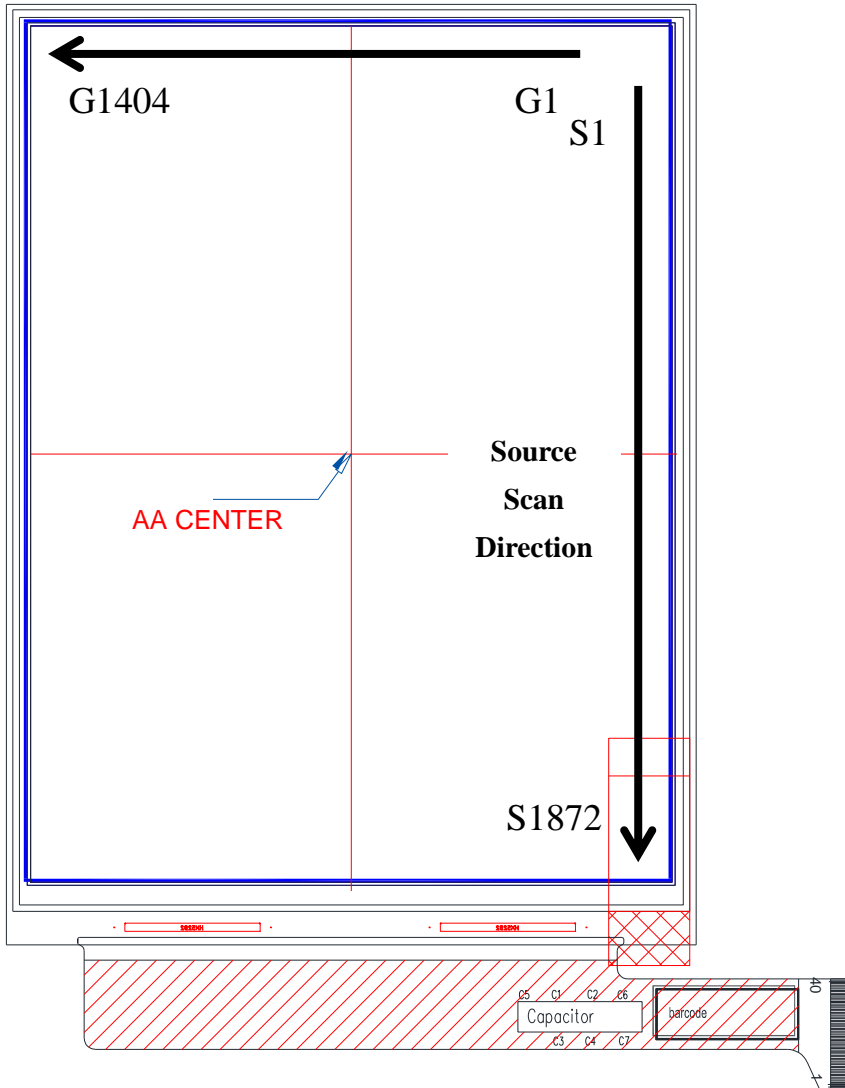 G1404
G1
S1
Source
Scan
Direction
AA CENTER
S1872
C5 C1 C2 C6
Capacitor
barcode
C3 C4 C7
40
1